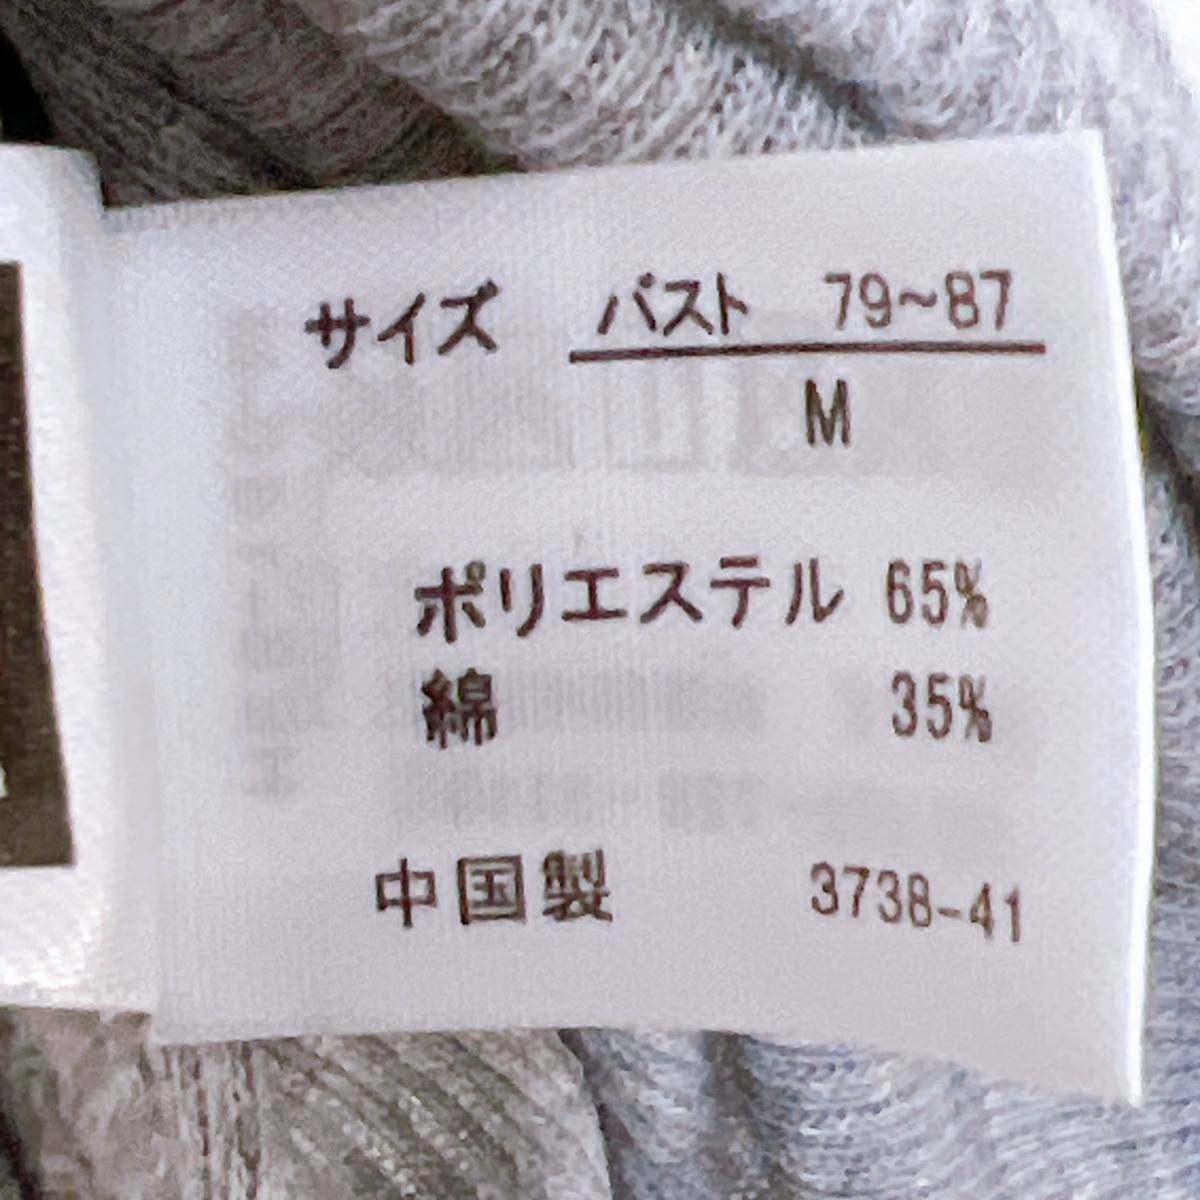 サイズ バスト 79~87
M
ポリエステル 65%
綿 35%
中国製 3738-41